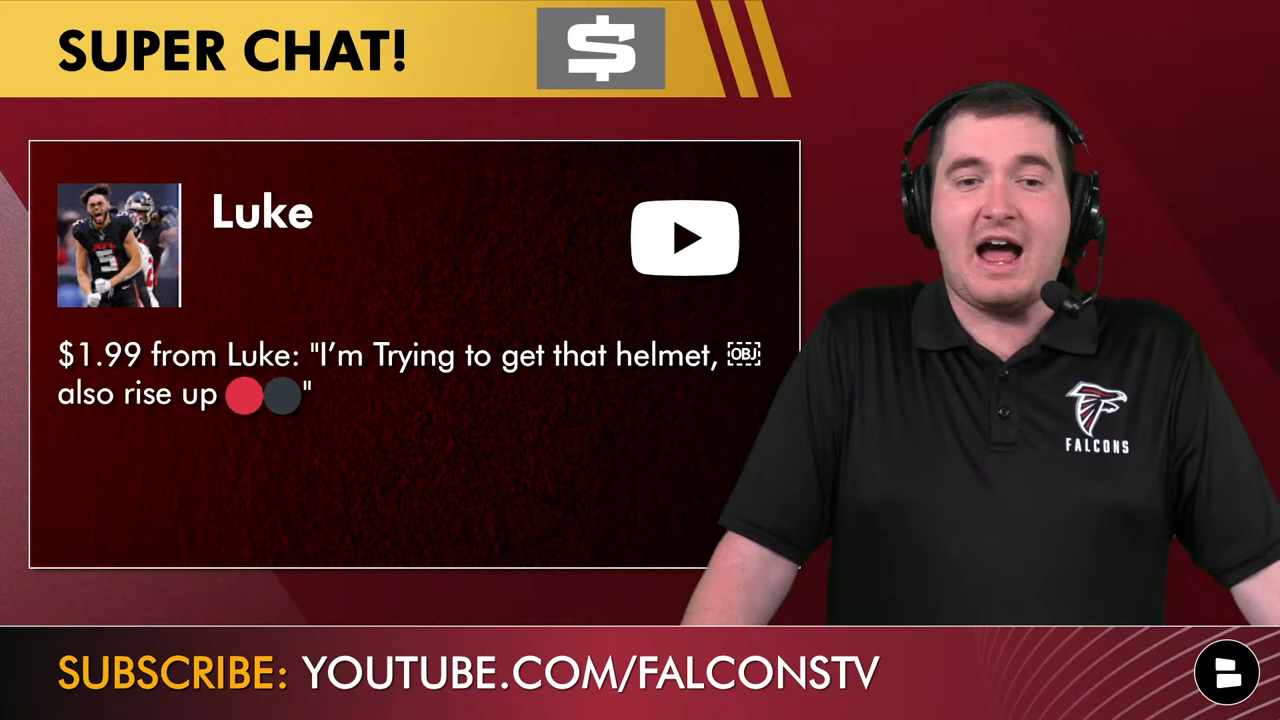 SUPER CHAT!
$
Luke
$1.99 from Luke: "I’m Trying to get that helmet, OBJ
also rise up 🔴⚫"
FALCONS
SUBSCRIBE: YOUTUBE.COM/FALCONSTV